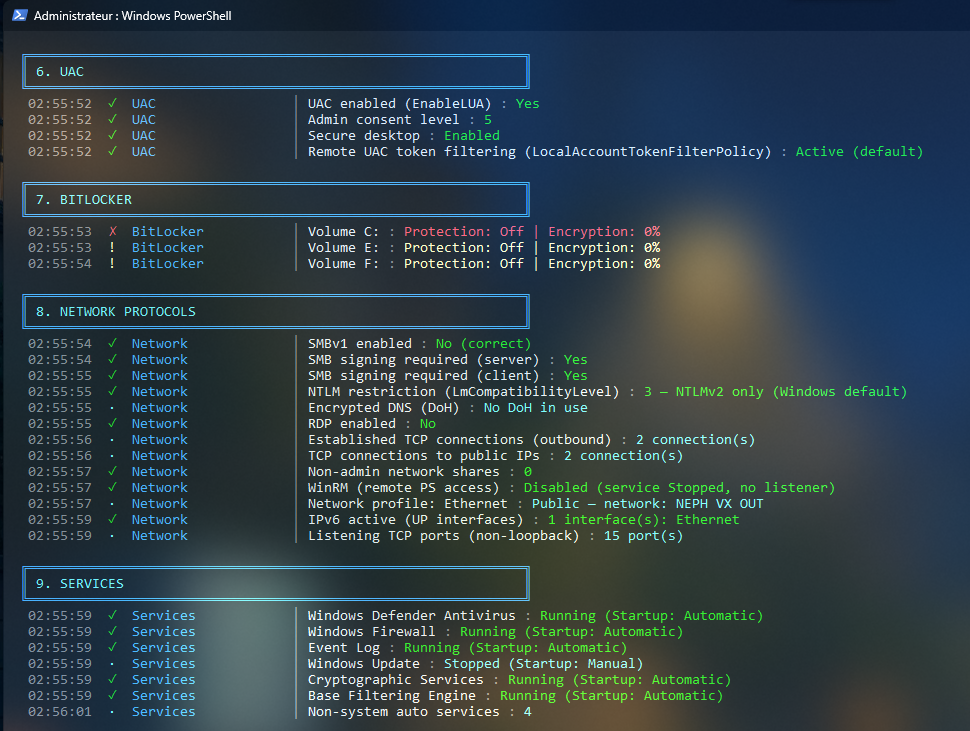 Administrateur : Windows PowerShell
6. UAC
02:55:52 ✓ UAC | UAC enabled (EnableLUA) : Yes
02:55:52 ✓ UAC | Admin consent level : 5
02:55:52 ✓ UAC | Secure desktop : Enabled
02:55:52 ✓ UAC | Remote UAC token filtering (LocalAccountTokenFilterPolicy) : Active (default)
7. BITLOCKER
02:55:53 ✗ BitLocker | Volume C: : Protection: Off | Encryption: 0%
02:55:53 ! BitLocker | Volume E: : Protection: Off | Encryption: 0%
02:55:54 ! BitLocker | Volume F: : Protection: Off | Encryption: 0%
8. NETWORK PROTOCOLS
02:55:54 ✓ Network | SMBv1 enabled : No (correct)
02:55:54 ✓ Network | SMB signing required (server) : Yes
02:55:55 ✓ Network | SMB signing required (client) : Yes
02:55:55 ✓ Network | NTLM restriction (LmCompatibilityLevel) : 3 — NTLMv2 only (Windows default)
02:55:55 · Network | Encrypted DNS (DoH) : No DoH in use
02:55:55 ✓ Network | RDP enabled : No
02:55:56 · Network | Established TCP connections (outbound) : 2 connection(s)
02:55:56 · Network | TCP connections to public IPs : 2 connection(s)
02:55:57 ✓ Network | Non-admin network shares : 0
02:55:57 ✓ Network | WinRM (remote PS access) : Disabled (service Stopped, no listener)
02:55:57 · Network | Network profile: Ethernet : Public — network: NEPH VX OUT
02:55:59 ✓ Network | IPv6 active (UP interfaces) : 1 interface(s): Ethernet
02:55:59 · Network | Listening TCP ports (non-loopback) : 15 port(s)
9. SERVICES
02:55:59 ✓ Services | Windows Defender Antivirus : Running (Startup: Automatic)
02:55:59 ✓ Services | Windows Firewall : Running (Startup: Automatic)
02:55:59 ✓ Services | Event Log : Running (Startup: Automatic)
02:55:59 · Services | Windows Update : Stopped (Startup: Manual)
02:55:59 ✓ Services | Cryptographic Services : Running (Startup: Automatic)
02:55:59 ✓ Services | Base Filtering Engine : Running (Startup: Automatic)
02:56:01 · Services | Non-system auto services : 4